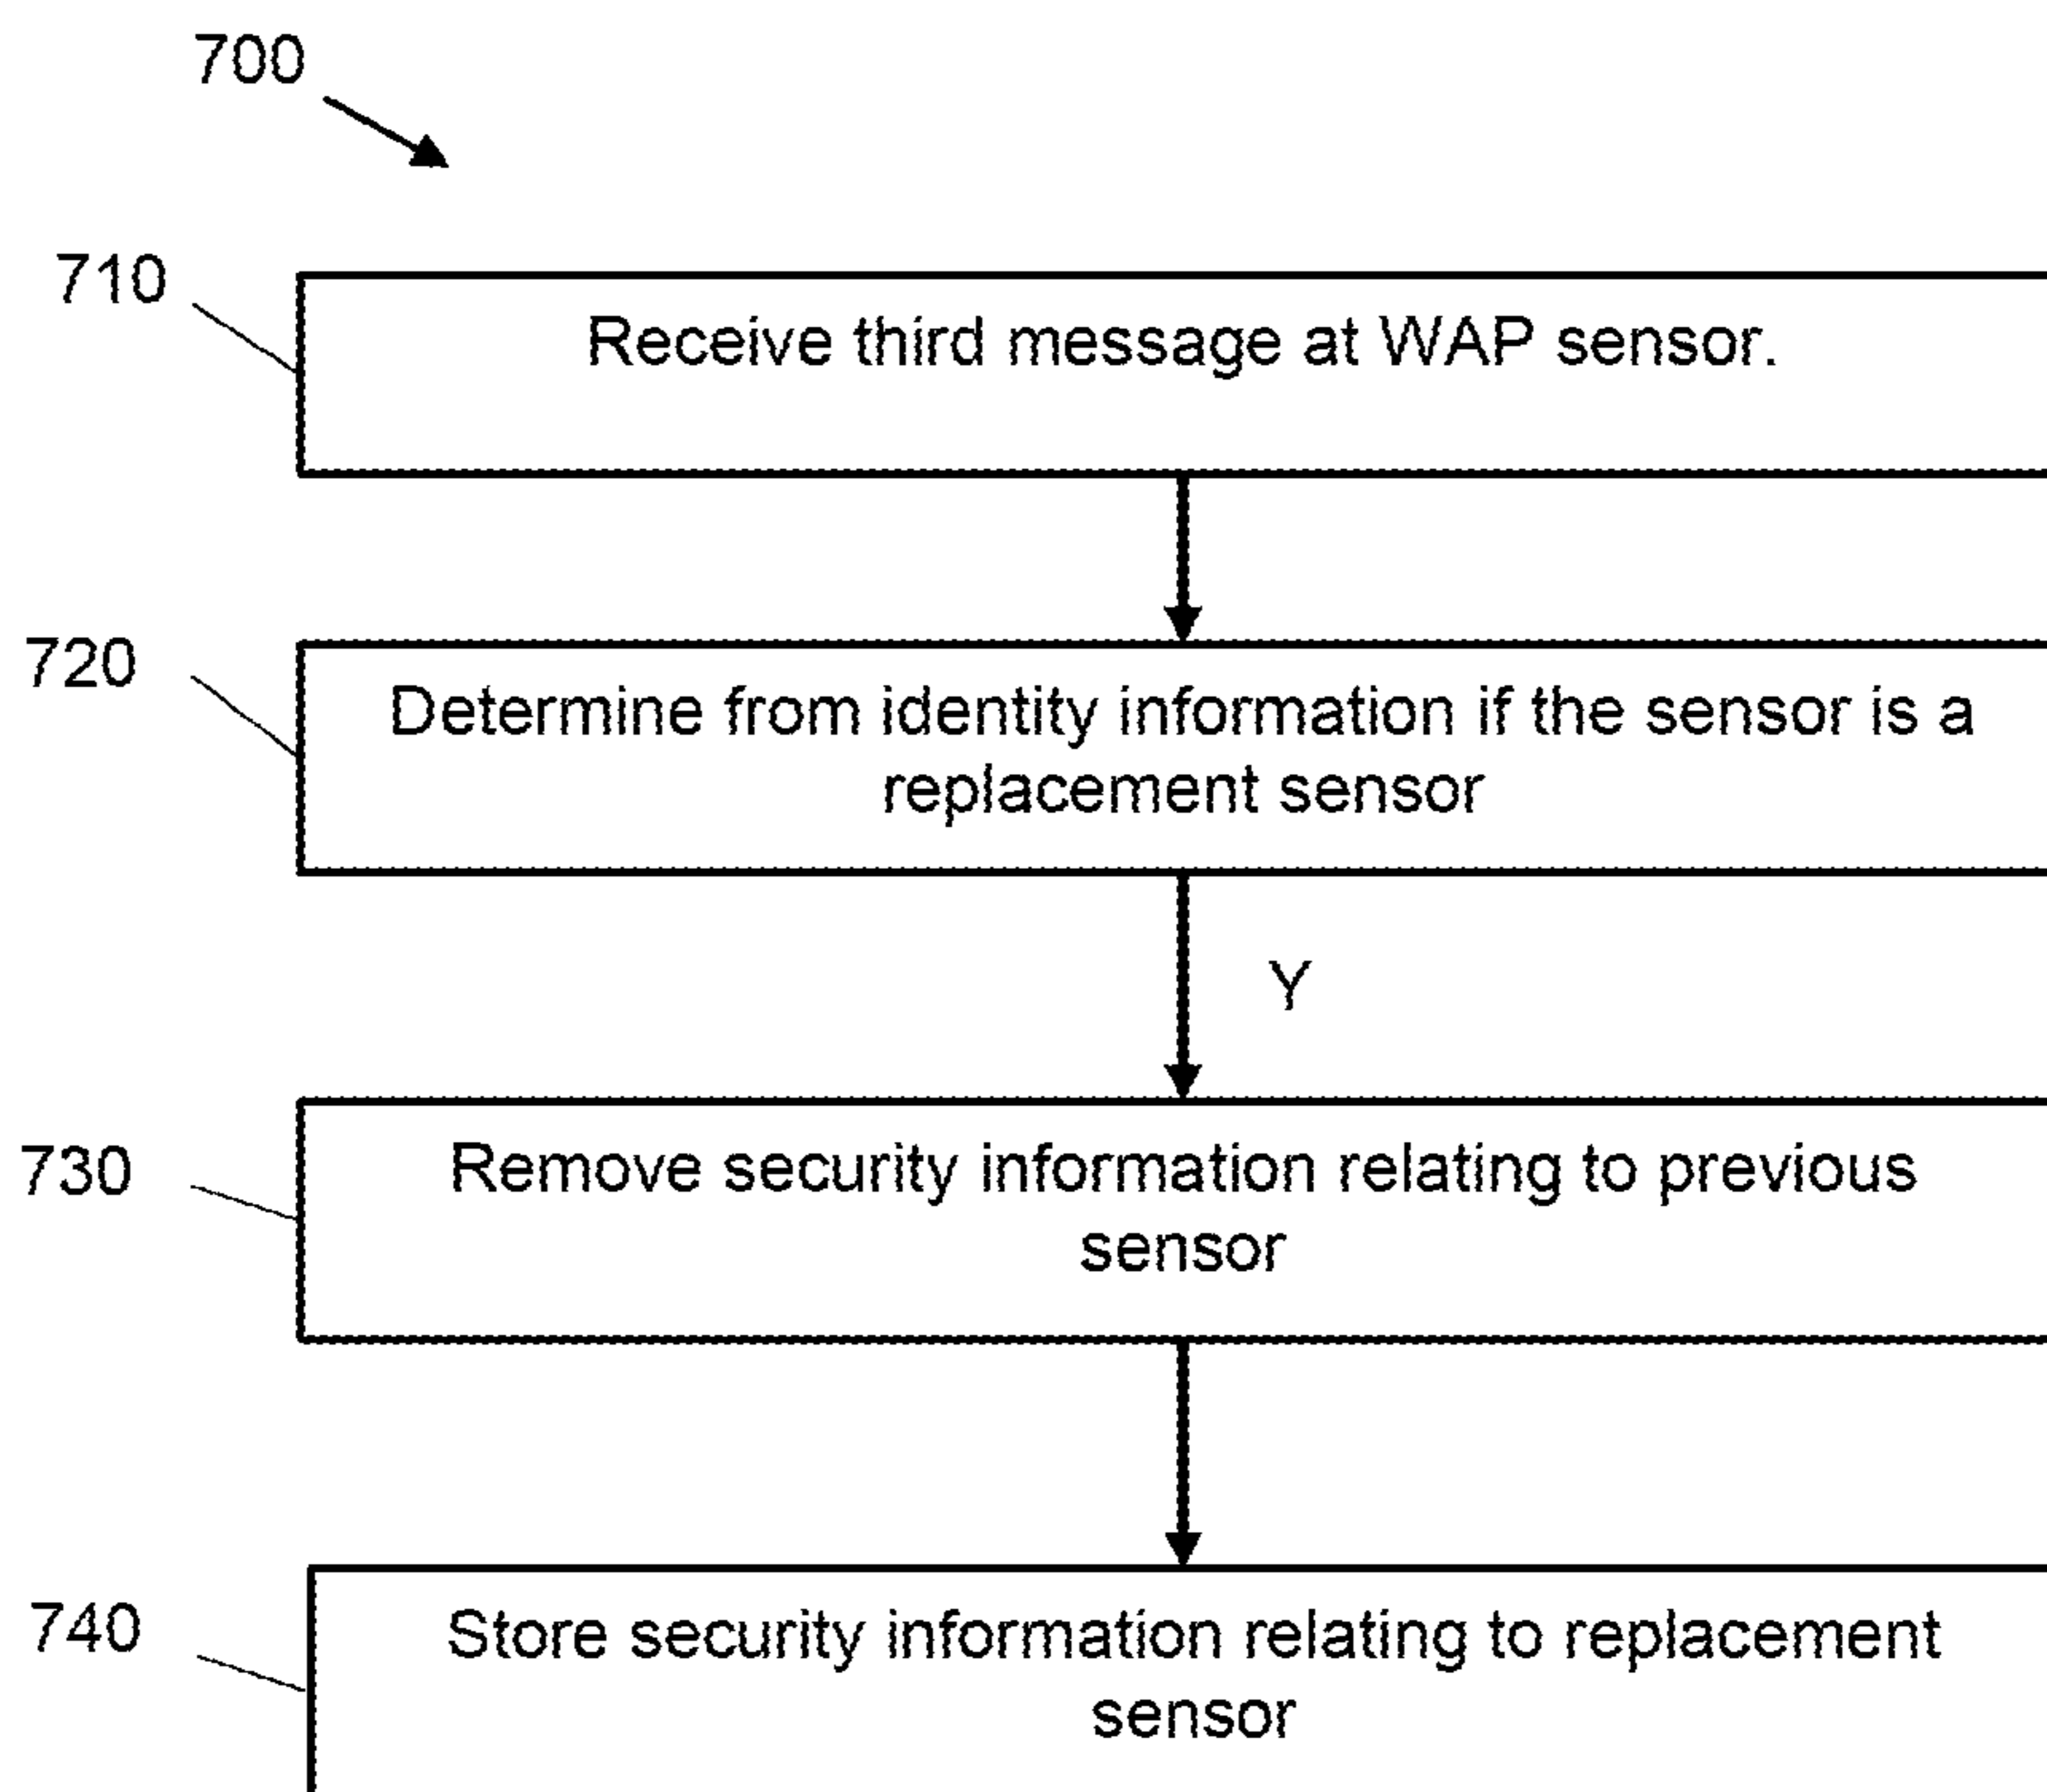 700
710
Receive third message at WAP sensor.
720
Determine from identity information if the sensor is a
replacement sensor
Y
730
Remove security information relating to previous
sensor
740
Store security information relating to replacement
sensor